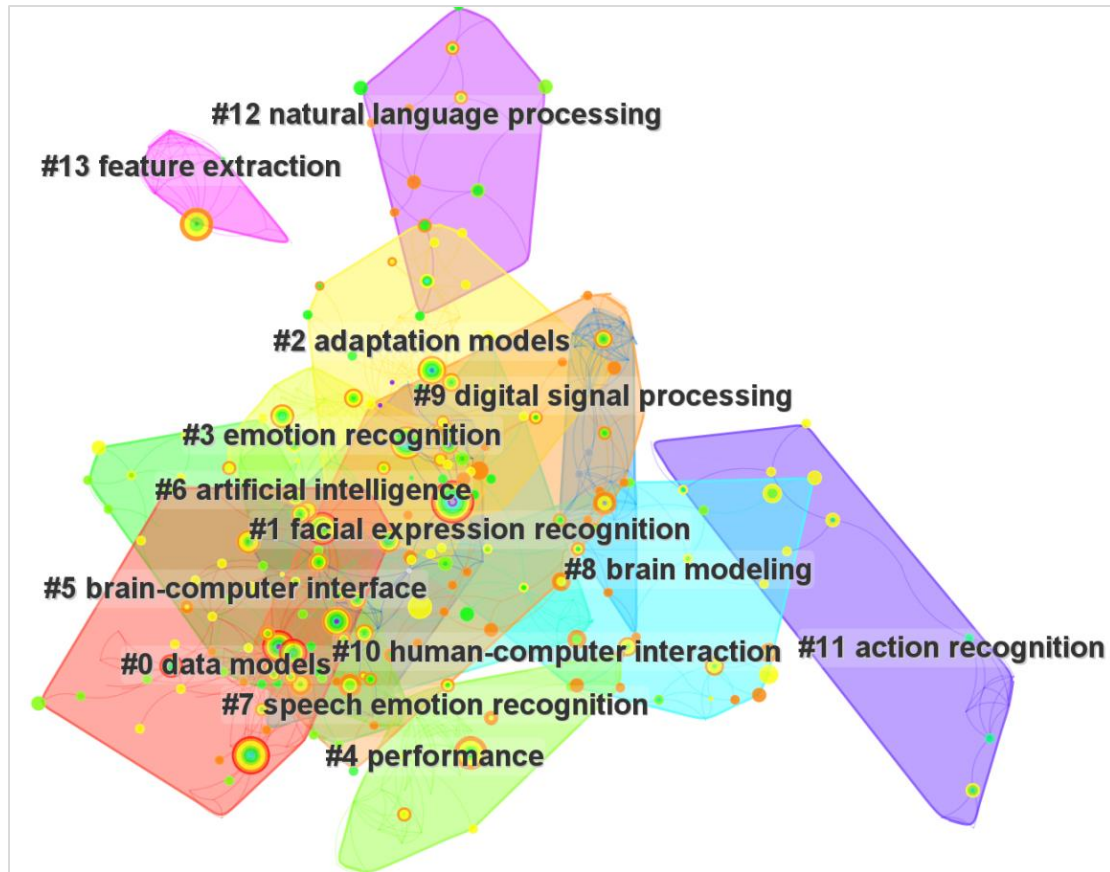 #12 natural language processing
#13 feature extraction
#2 adaptation models
#9 digital signal processing
#3 emotion recognition
#6 artificial intelligence
#1 facial expression recognition
#8 brain modeling
#5 brain-computer interface
#10 human-computer interaction
#11 action recognition
#0 data models
#7 speech emotion recognition
#4 performance